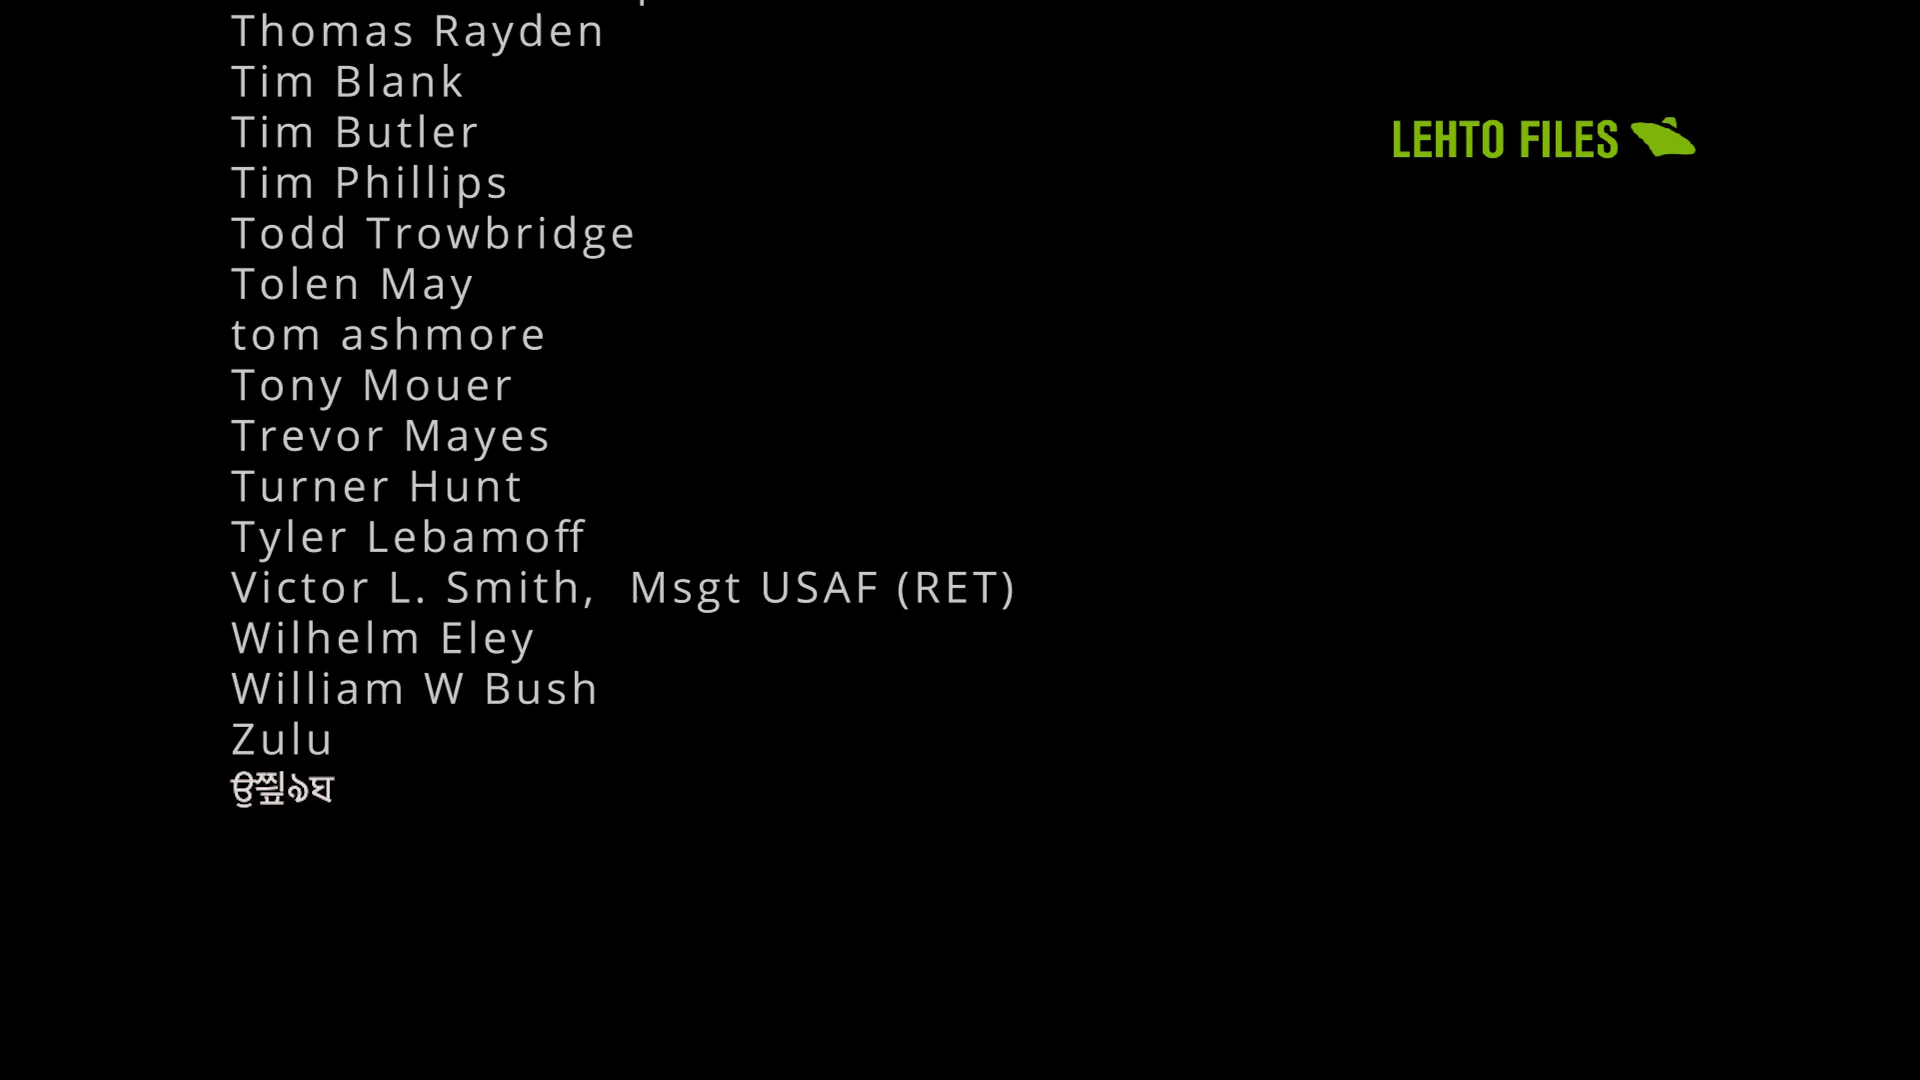 Thomas Rayden
Tim Blank
Tim Butler
Tim Phillips
Todd Trowbridge
Tolen May
tom ashmore
Tony Mouer
Trevor Mayes
Turner Hunt
Tyler Lebamoff
Victor L. Smith,  Msgt USAF (RET)
Wilhelm Eley
William W Bush
Zulu
LEHTO FILES